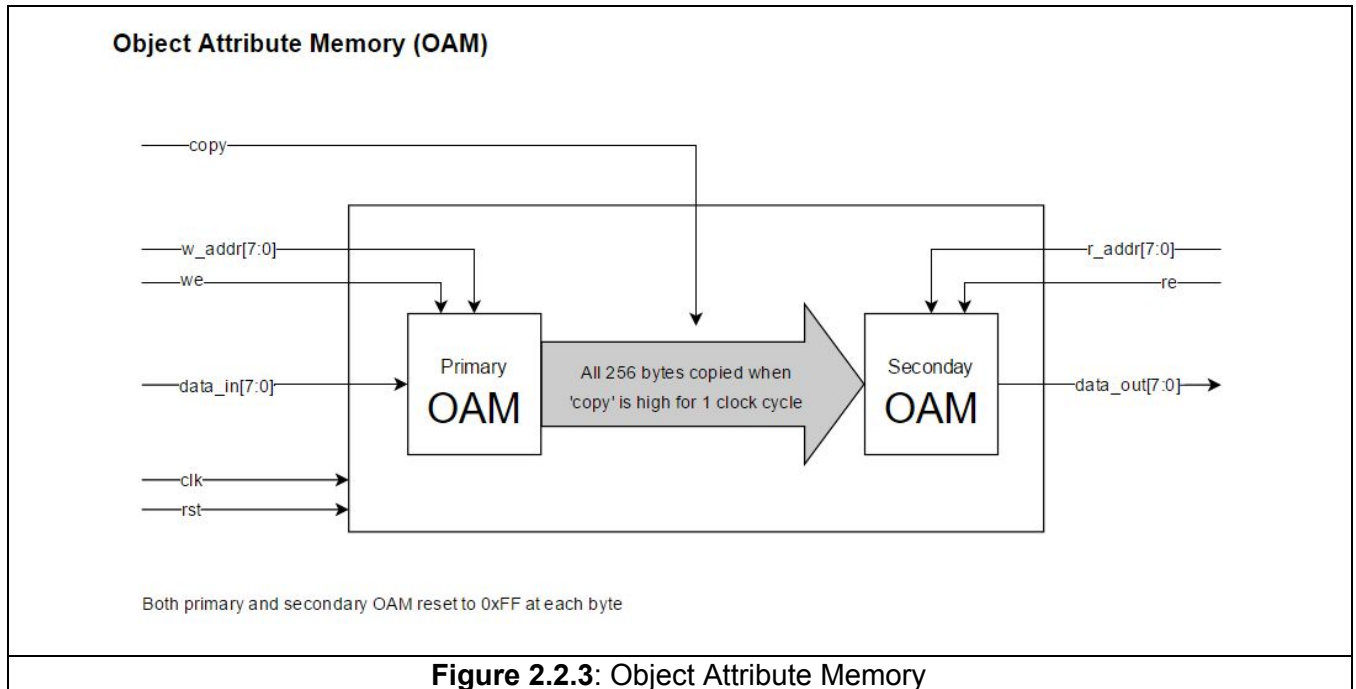 Object Attribute Memory (OAM)
copy
w_addr[7:0]
we
data_in[7:0]
clk
rst
Primary
OAM
All 256 bytes copied when
'copy' is high for 1 clock cycle
Seconday
OAM
r_addr[7:0]
re
data_out[7:0]
Both primary and secondary OAM reset to 0xFF at each byte
Figure 2.2.3: Object Attribute Memory